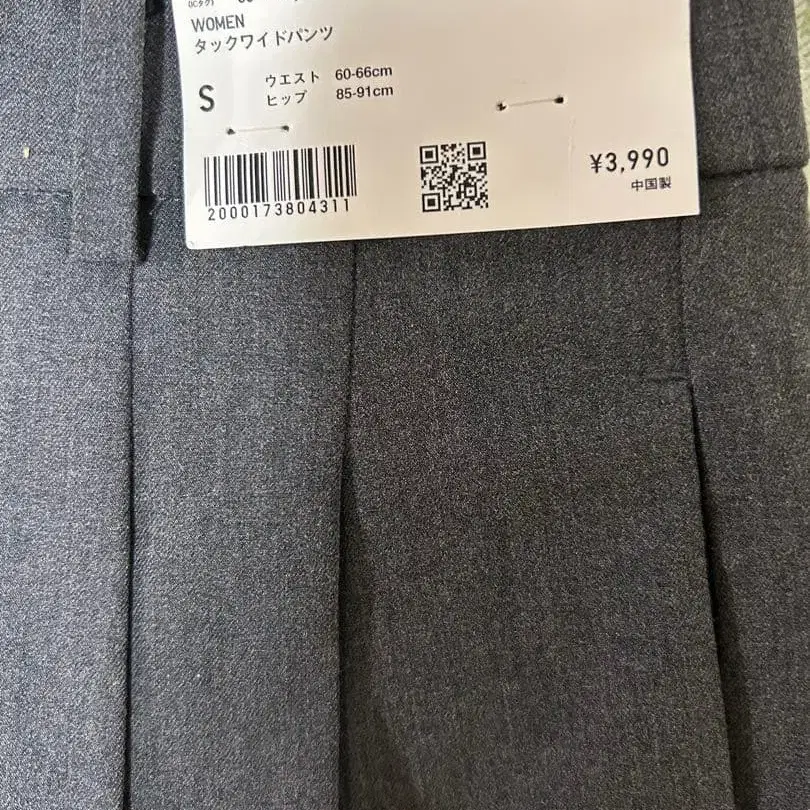 WOMEN
タックワイドパンツ
S
ウエスト 60-66cm
ヒップ 85-91cm
2000173804311
¥3,990
中国製